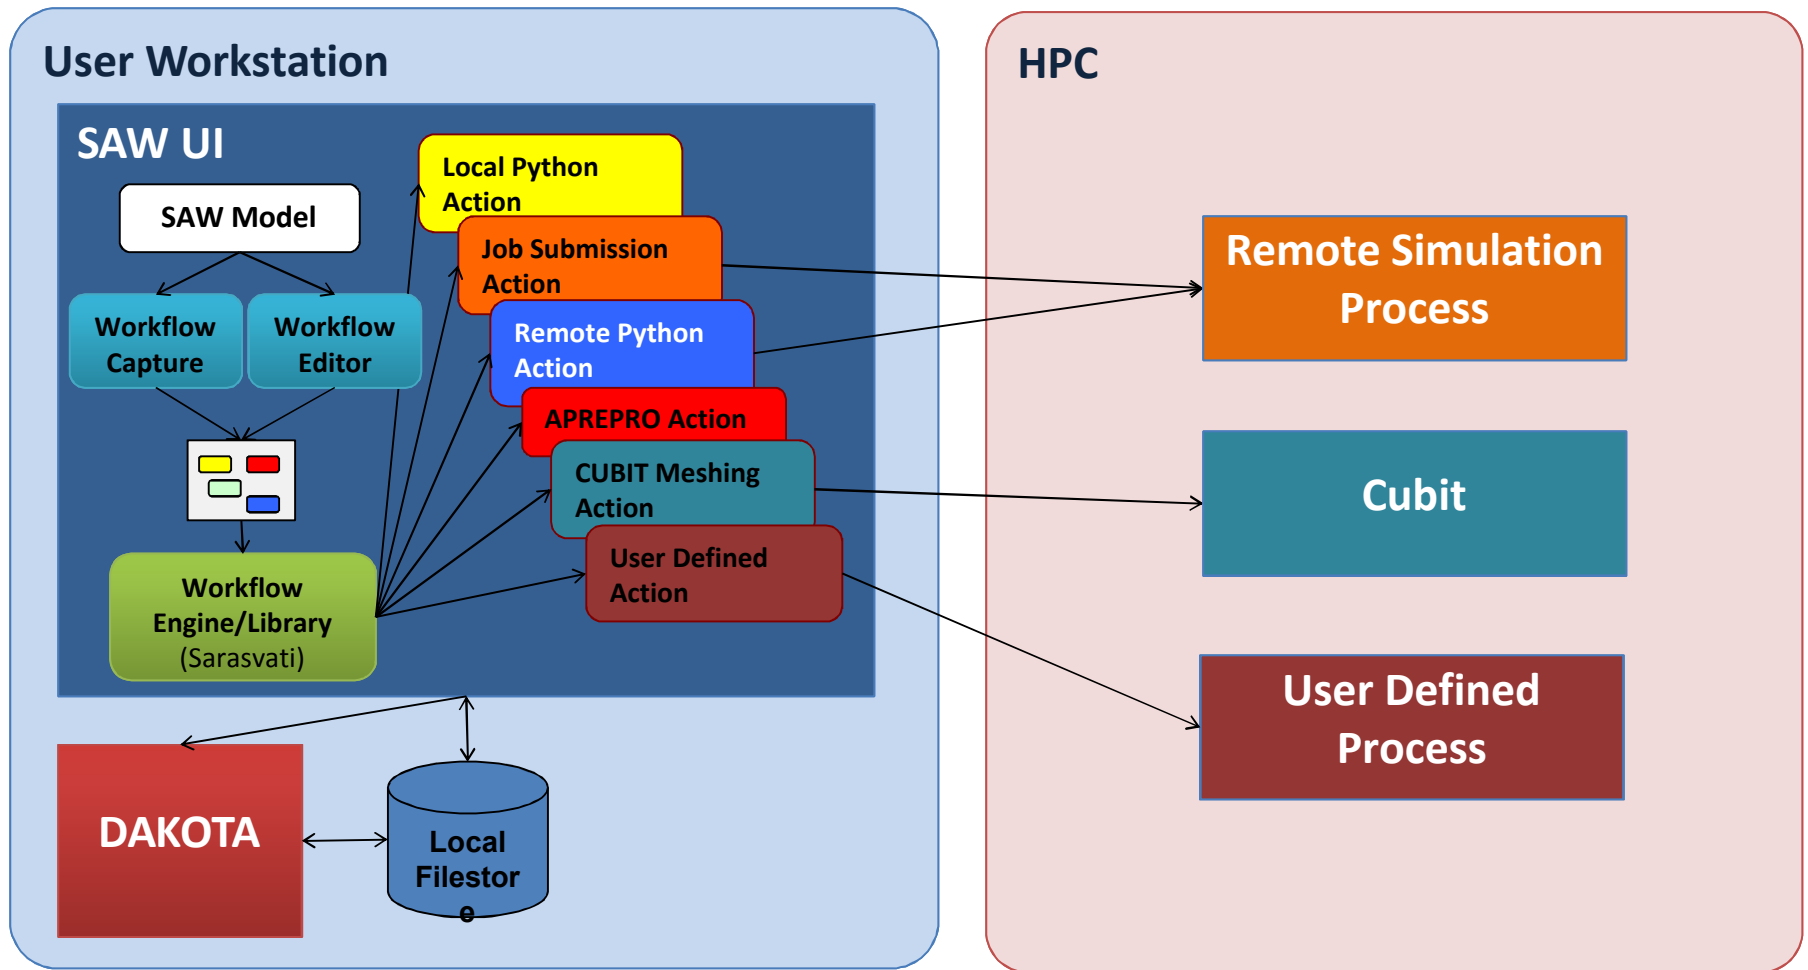 User Workstation
SAW UI
SAW Model
Workflow
Capture
Workflow
Editor
Workflow
Engine/Library
(Sarasvati)
Local Python
Action
Job Submission
Action
Remote Python
Action
APREPRO Action
CUBIT Meshing
Action
User Defined
Action
DAKOTA
Local
Filestor
e
HPC
Remote Simulation
Process
Cubit
User Defined
Process